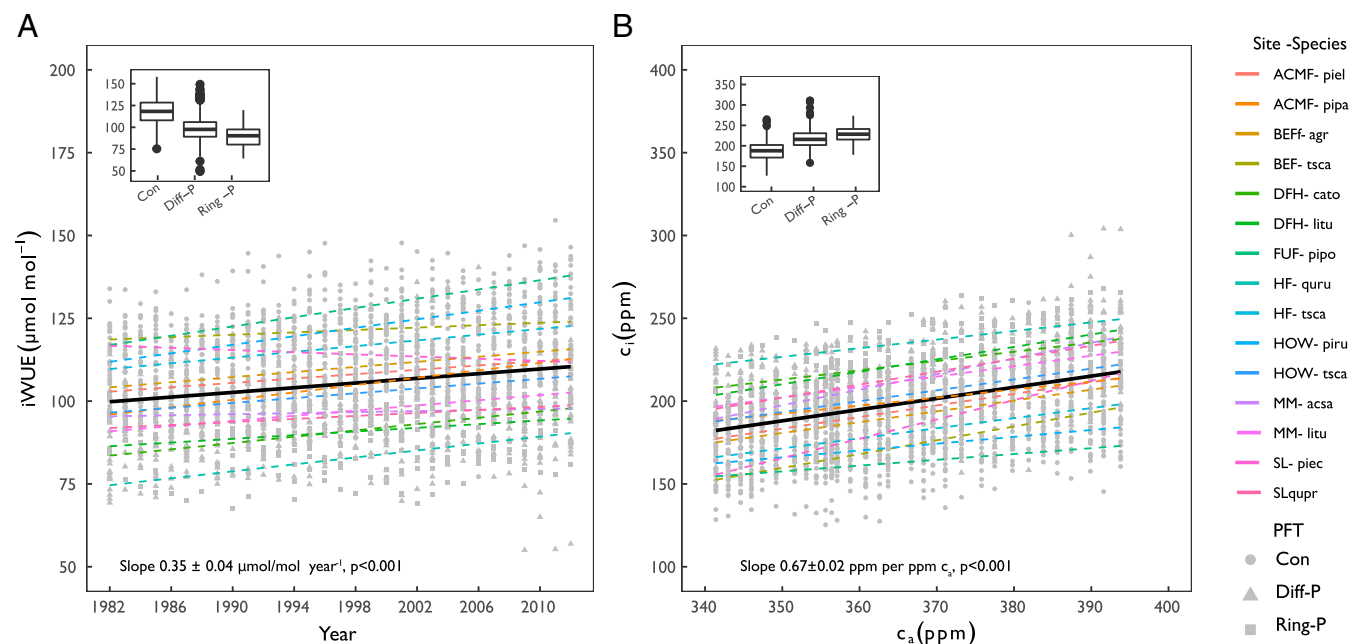 A
B
200
175
150
125
100
75
50
iWUE (μmol mol⁻¹)
150
125
100
75
50
Con
Diff–P
Ring –P
Slope 0.35 ± 0.04 μmol/mol year⁻¹, p<0.001
1982
1986
1990
1994
1998
2002
2006
2010
Year
400
350
300
250
200
150
100
cᵢ(ppm)
350
300
250
200
150
100
Con
Diff–P
Ring –P
Slope 0.67±0.02 ppm per ppm cₐ, p<0.001
340
350
360
370
380
390
400
cₐ(ppm)
Site -Species
ACMF- piel
ACMF- pipa
BEFf- agr
BEF- tsca
DFH- cato
DFH- litu
FUF- pipo
HF- quru
HF- tsca
HOW- piru
HOW- tsca
MM- acsa
MM- litu
SL- piec
SLqupr
PFT
Con
Diff-P
Ring-P